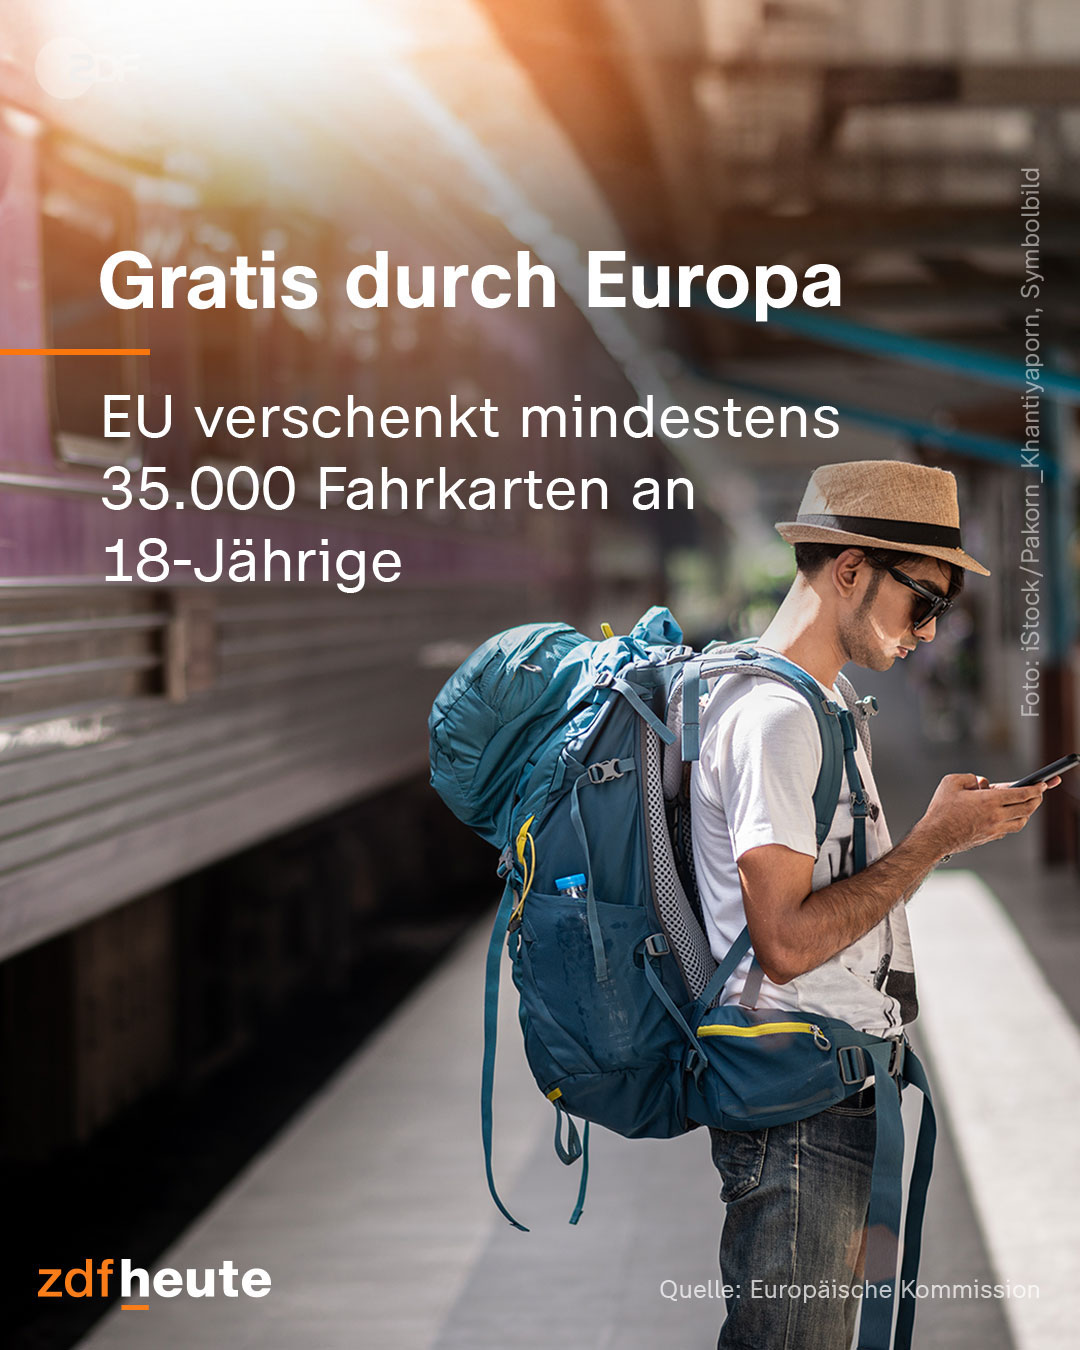 ZDF
Gratis durch Europa
EU verschenkt mindestens
35.000 Fahrkarten an
18-Jährige
Foto: iStock/Pakorn_Khantiyaporn, Symbolbild
zdfheute
Quelle: Europäische Kommission